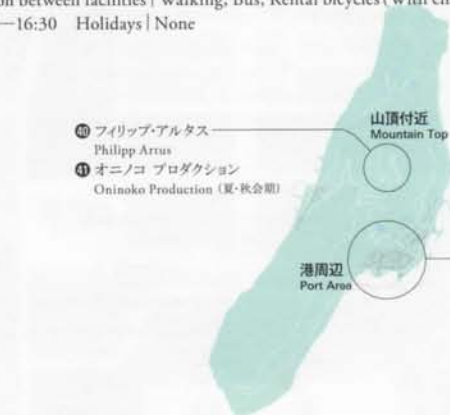 on between facilities | Walking, Bus, Rental bicycles
—16:30 Holidays | None
40 フィリップ・アルタス
Philipp Artus
41 オニノコ プロダクション
Oninoko Production（夏・秋会期）
山頂付近
Mountain Top
港周辺
Port Area